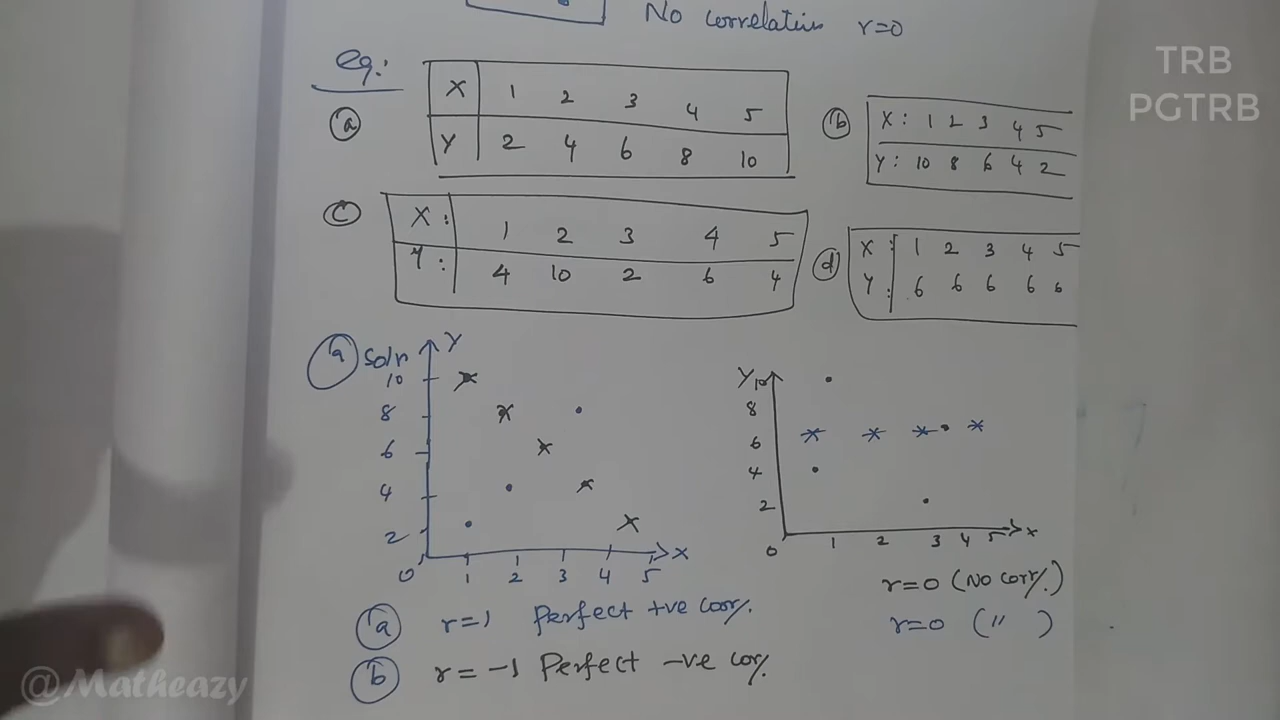 No correlation r=0
eg:
TRB
PGTRB
(a)
X 1 2 3 4 5
Y 2 4 6 8 10
(b)
X: 1 2 3 4 5
Y: 10 8 6 4 2
(c)
X: 1 2 3 4 5
Y: 4 10 2 6 4
(d)
X: 1 2 3 4 5
Y: 6 6 6 6 6
(a) Soln
Y
10
8
6
4
2
0 1 2 3 4 5 X
Y
10
8
6
4
2
0 1 2 3 4 5 X
r=0 (No corr/.)
r=0 (" )
(a) r=1 Perfect +ve corr/.
(b) r=-1 Perfect -ve cor/.
@Matheazy